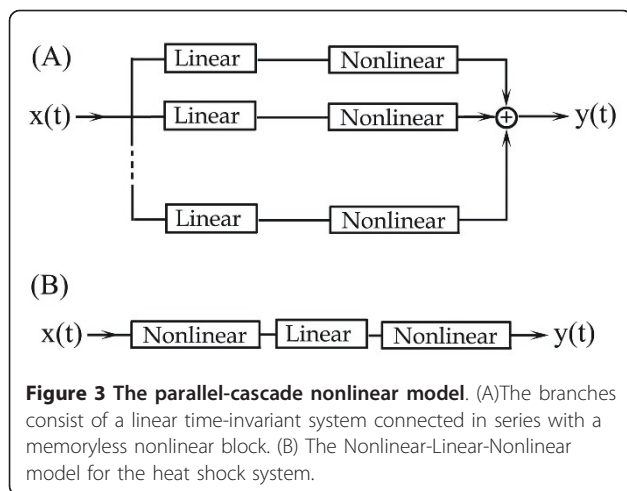 (A)
Linear Nonlinear
x(t) Linear Nonlinear + y(t)
Linear Nonlinear
(B)
x(t) Nonlinear Linear Nonlinear y(t)
Figure 3 The parallel-cascade nonlinear model. (A)The branches
consist of a linear time-invariant system connected in series with a
memoryless nonlinear block. (B) The Nonlinear-Linear-Nonlinear
model for the heat shock system.